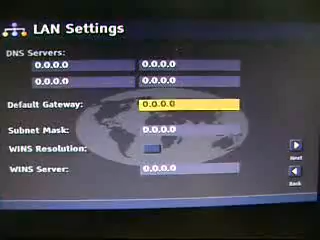 LAN Settings
DNS Servers:
0.0.0.0 0.0.0.0
0.0.0.0 0.0.0.0
Default Gateway: 0.0.0.0
Subnet Mask: 0.0.0.0
WINS Resolution:
Next
WINS Server: 0.0.0.0
Back